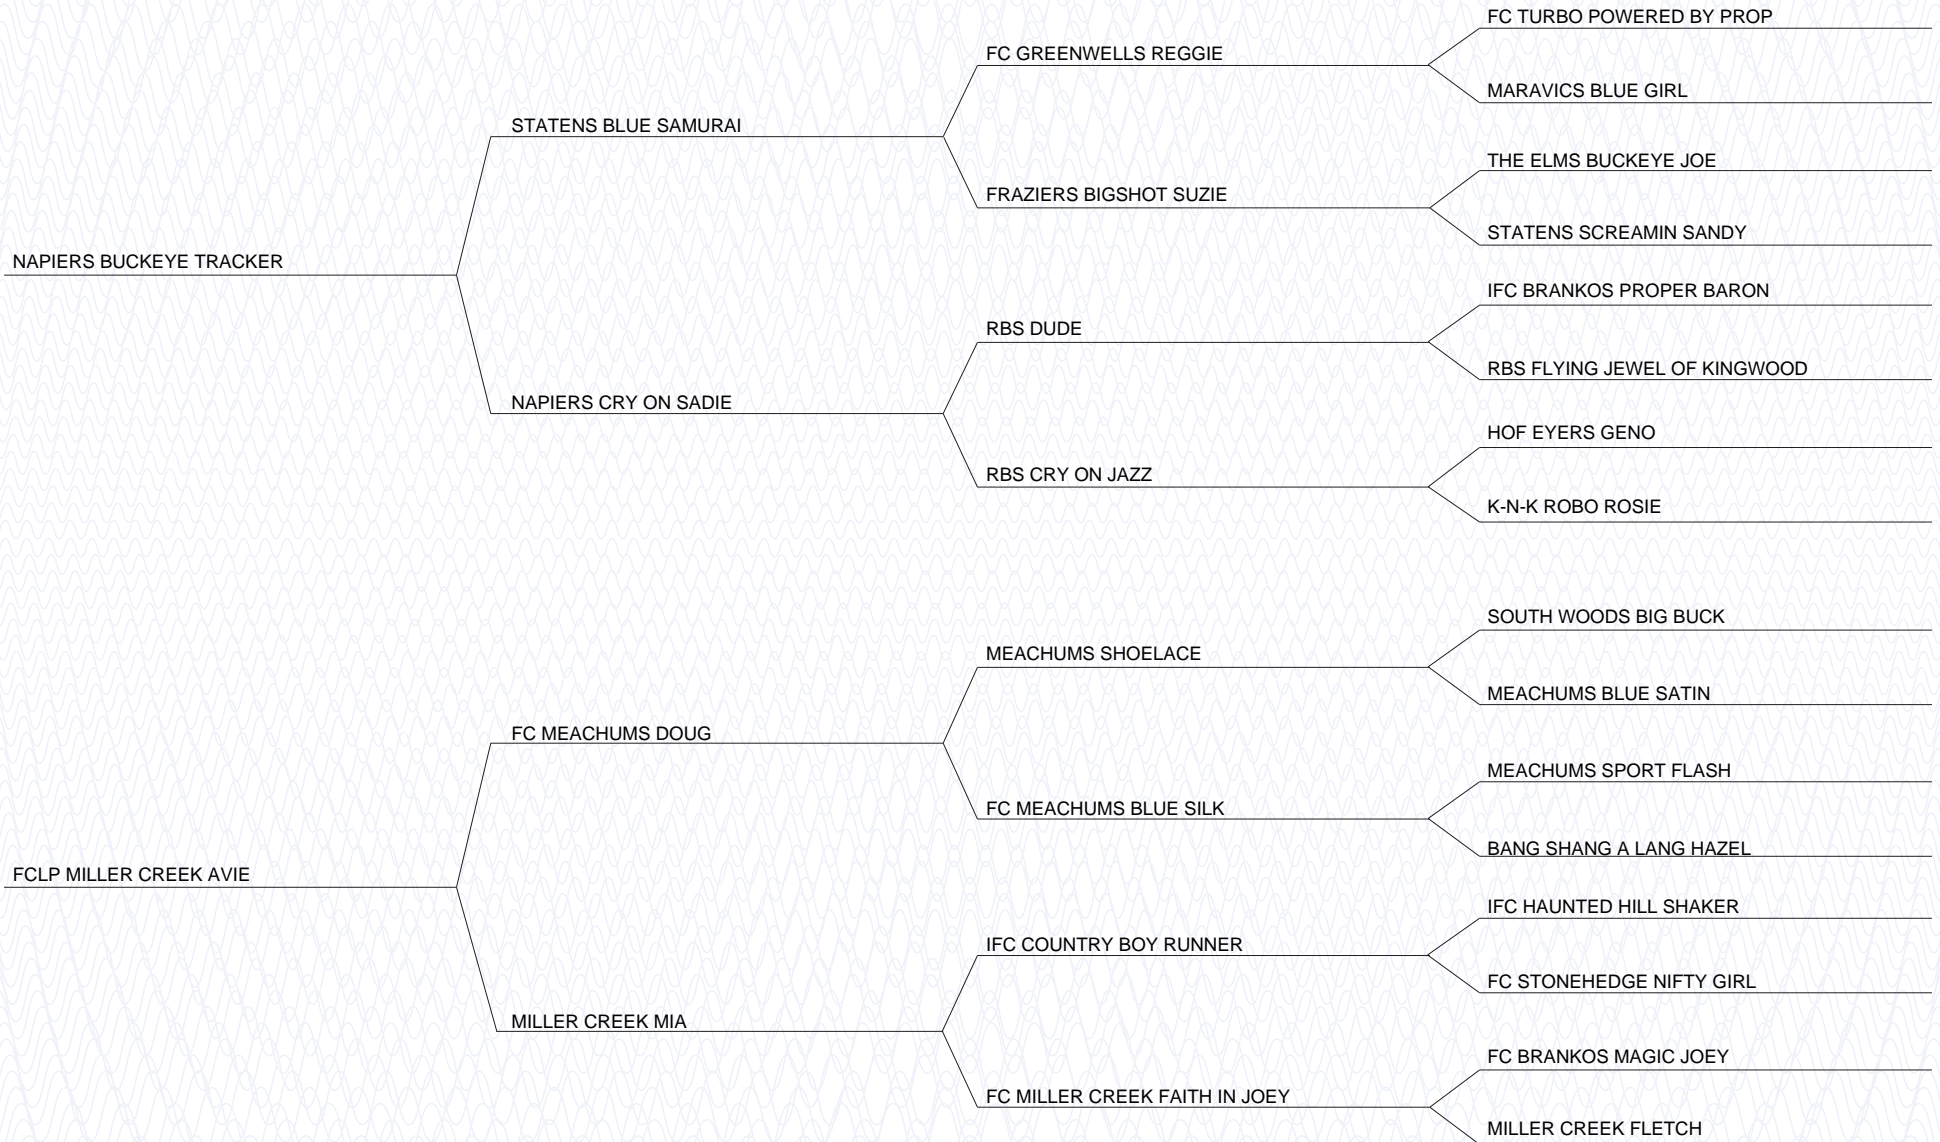 FC TURBO POWERED BY PROP
FC GREENWELLS REGGIE
MARAVICS BLUE GIRL
STATENS BLUE SAMURAI
THE ELMS BUCKEYE JOE
FRAZIERS BIGSHOT SUZIE
STATENS SCREAMIN SANDY
NAPIERS BUCKEYE TRACKER
IFC BRANKOS PROPER BARON
RBS DUDE
RBS FLYING JEWEL OF KINGWOOD
NAPIERS CRY ON SADIE
HOF EYERS GENO
RBS CRY ON JAZZ
K-N-K ROBO ROSIE
SOUTH WOODS BIG BUCK
MEACHUMS SHOELACE
MEACHUMS BLUE SATIN
FC MEACHUMS DOUG
MEACHUMS SPORT FLASH
FC MEACHUMS BLUE SILK
BANG SHANG A LANG HAZEL
FCLP MILLER CREEK AVIE
IFC HAUNTED HILL SHAKER
IFC COUNTRY BOY RUNNER
FC STONEHEDGE NIFTY GIRL
MILLER CREEK MIA
FC BRANKOS MAGIC JOEY
FC MILLER CREEK FAITH IN JOEY
MILLER CREEK FLETCH